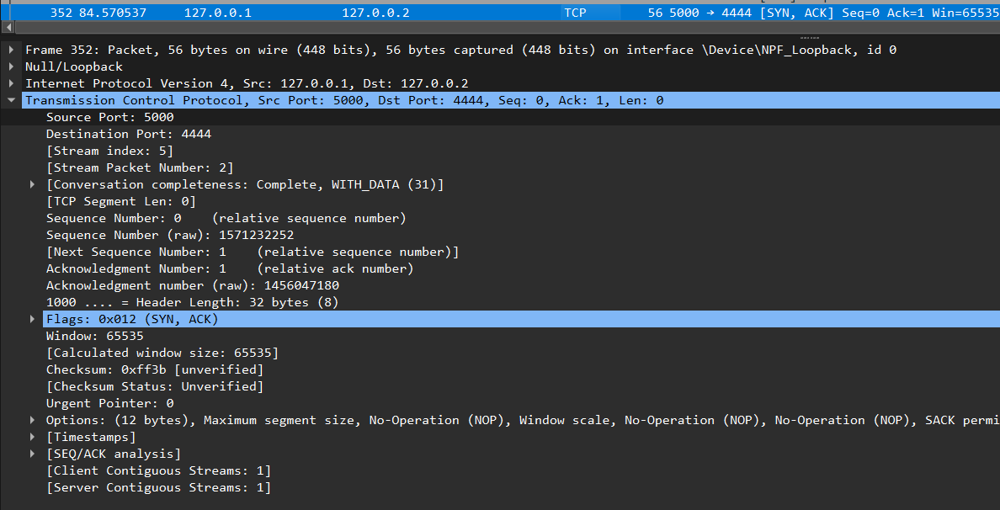 352 84.570537 127.0.0.1 127.0.0.2 TCP 56 5000 → 4444 [SYN, ACK] Seq=0 Ack=1 Win=65535
Frame 352: Packet, 56 bytes on wire (448 bits), 56 bytes captured (448 bits) on interface \Device\NPF_Loopback, id 0
Null/Loopback
Internet Protocol Version 4, Src: 127.0.0.1, Dst: 127.0.0.2
Transmission Control Protocol, Src Port: 5000, Dst Port: 4444, Seq: 0, Ack: 1, Len: 0
Source Port: 5000
Destination Port: 4444
[Stream index: 5]
[Stream Packet Number: 2]
[Conversation completeness: Complete, WITH_DATA (31)]
[TCP Segment Len: 0]
Sequence Number: 0 (relative sequence number)
Sequence Number (raw): 1571232252
[Next Sequence Number: 1 (relative sequence number)]
Acknowledgment Number: 1 (relative ack number)
Acknowledgment number (raw): 1456047180
1000 .... = Header Length: 32 bytes (8)
Flags: 0x012 (SYN, ACK)
Window: 65535
[Calculated window size: 65535]
Checksum: 0xff3b [unverified]
[Checksum Status: Unverified]
Urgent Pointer: 0
Options: (12 bytes), Maximum segment size, No-Operation (NOP), Window scale, No-Operation (NOP), No-Operation (NOP), SACK permi
[Timestamps]
[SEQ/ACK analysis]
[Client Contiguous Streams: 1]
[Server Contiguous Streams: 1]